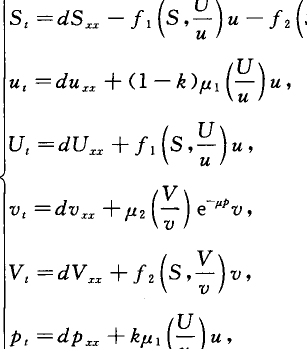 S_t = dS_{xx} − f_1(S, U/u)u − f_2(
u_t = du_{xx} + (1−k)μ_1(U/u)u,
U_t = dU_{xx} + f_1(S, U/u)u,
v_t = dv_{xx} + μ_2(V/v)e^{−μp}v,
V_t = dV_{xx} + f_2(S, V/v)v,
p_t = dp_{xx} + kμ_1(U/u)u,